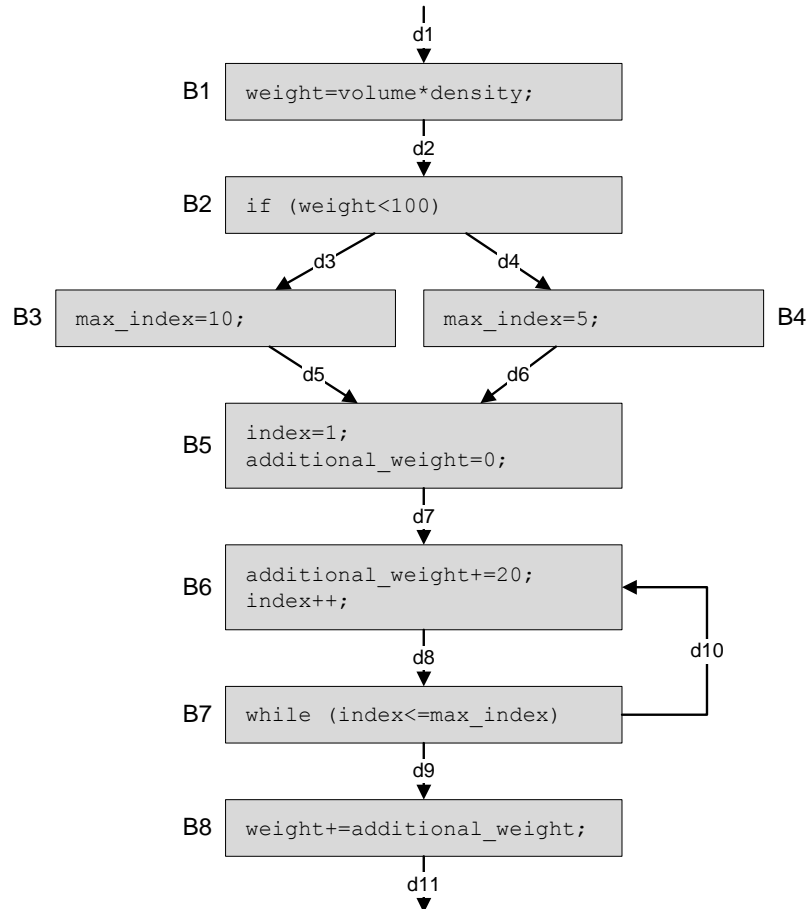 d1
B1 weight=volume*density;
d2
B2 if (weight<100)
d3 d4
B3 max_index=10; max_index=5; B4
d5 d6
B5 index=1;
additional_weight=0;
d7
B6 additional_weight+=20;
index++;
d8 d10
B7 while (index<=max_index)
d9
B8 weight+=additional_weight;
d11